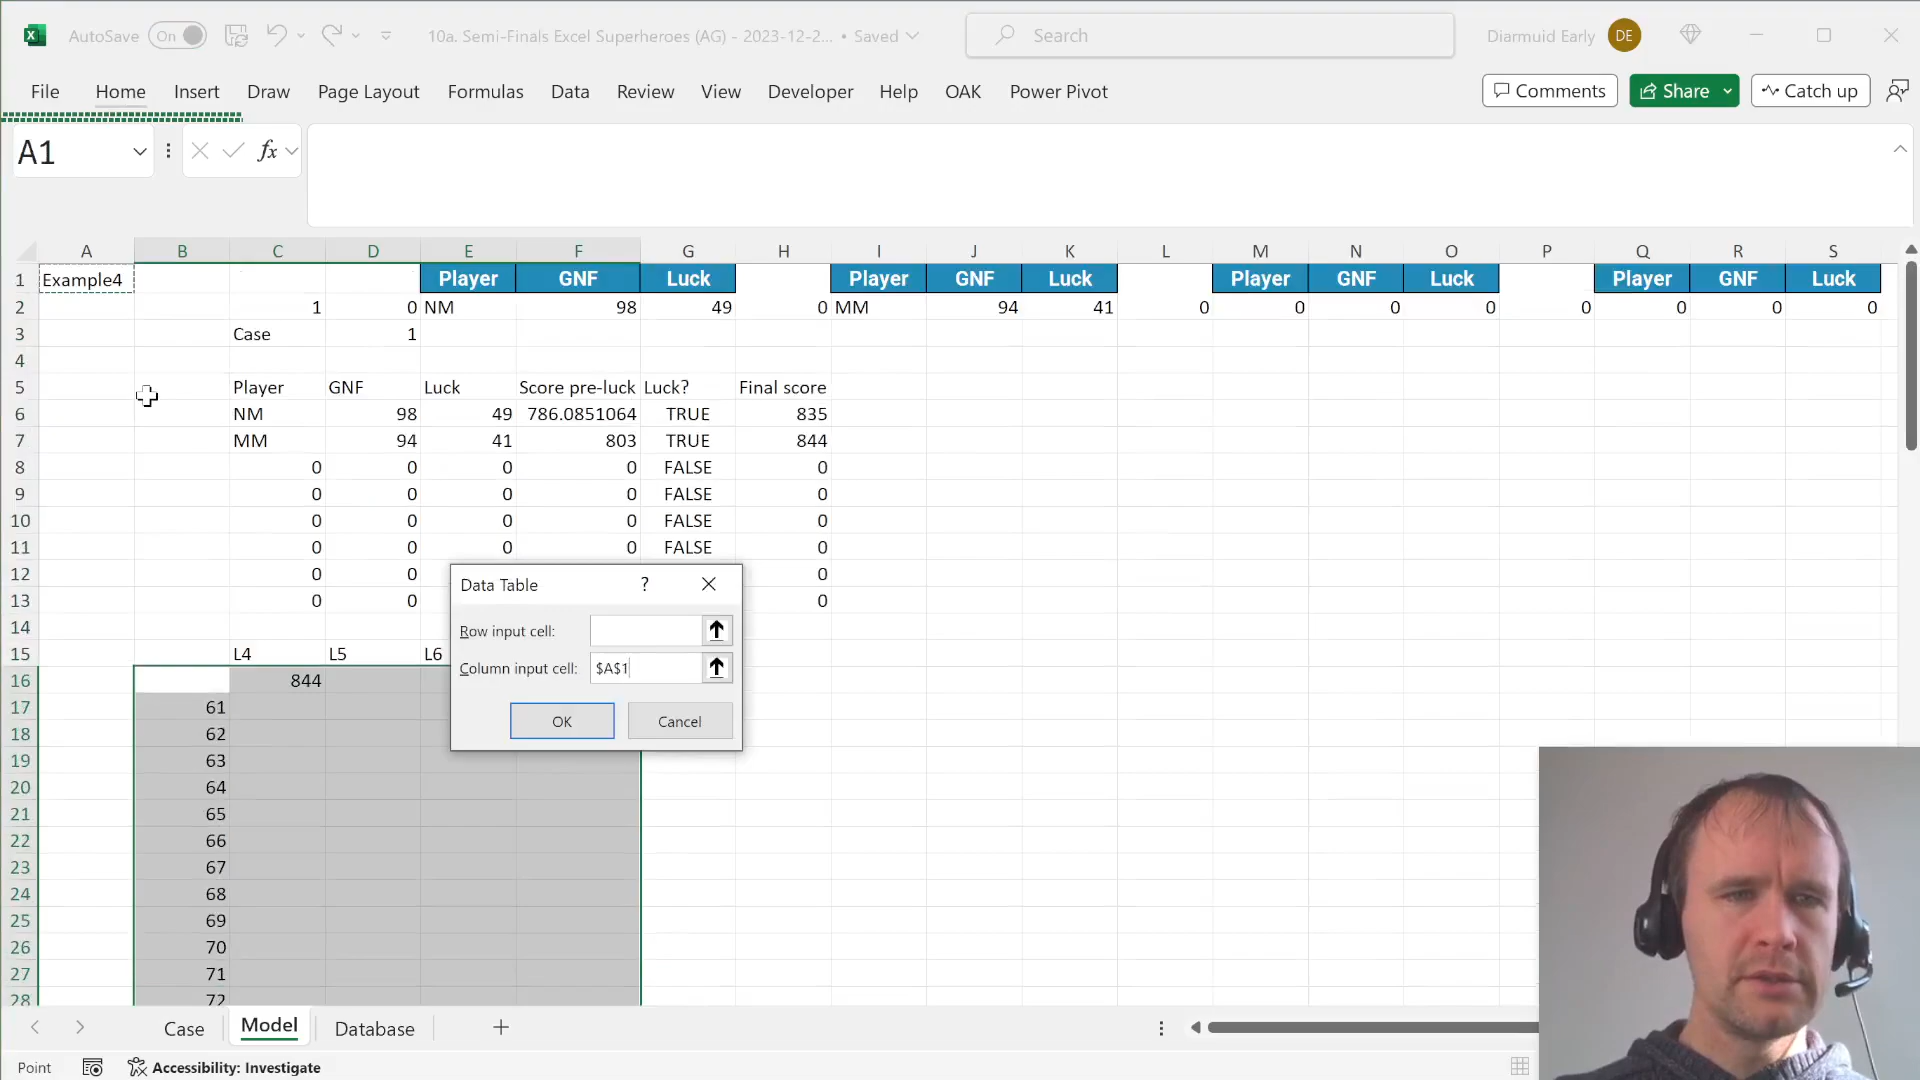 AutoSave On 10a. Semi-Finals Excel Superheroes (AG) - 2023-12-2... • Saved Search Diarmuid Early DE
File Home Insert Draw Page Layout Formulas Data Review View Developer Help OAK Power Pivot Comments Share Catch up
A1 fx
A B C D E F G H I J K L M N O P Q R S
1 Example4 Player GNF Luck Player GNF Luck Player GNF Luck Player GNF Luck
2 1 0 NM 98 49 0 MM 94 41 0 0 0 0 0 0 0 0
3 Case 1
4
5 Player GNF Luck Score pre-luck Luck? Final score
6 NM 98 49 786.0851064 TRUE 835
7 MM 94 41 803 TRUE 844
8 0 0 0 0 FALSE 0
9 0 0 0 0 FALSE 0
10 0 0 0 0 FALSE 0
11 0 0 0 0 FALSE 0
12 0 0 0
13 0 0 0
14
15 L4 L5 L6
16 844
17 61
18 62
19 63
20 64
21 65
22 66
23 67
24 68
25 69
26 70
27 71
28 72
Data Table ?
Row input cell:
Column input cell: $A$1
OK Cancel
Case Model Database
Point Accessibility: Investigate